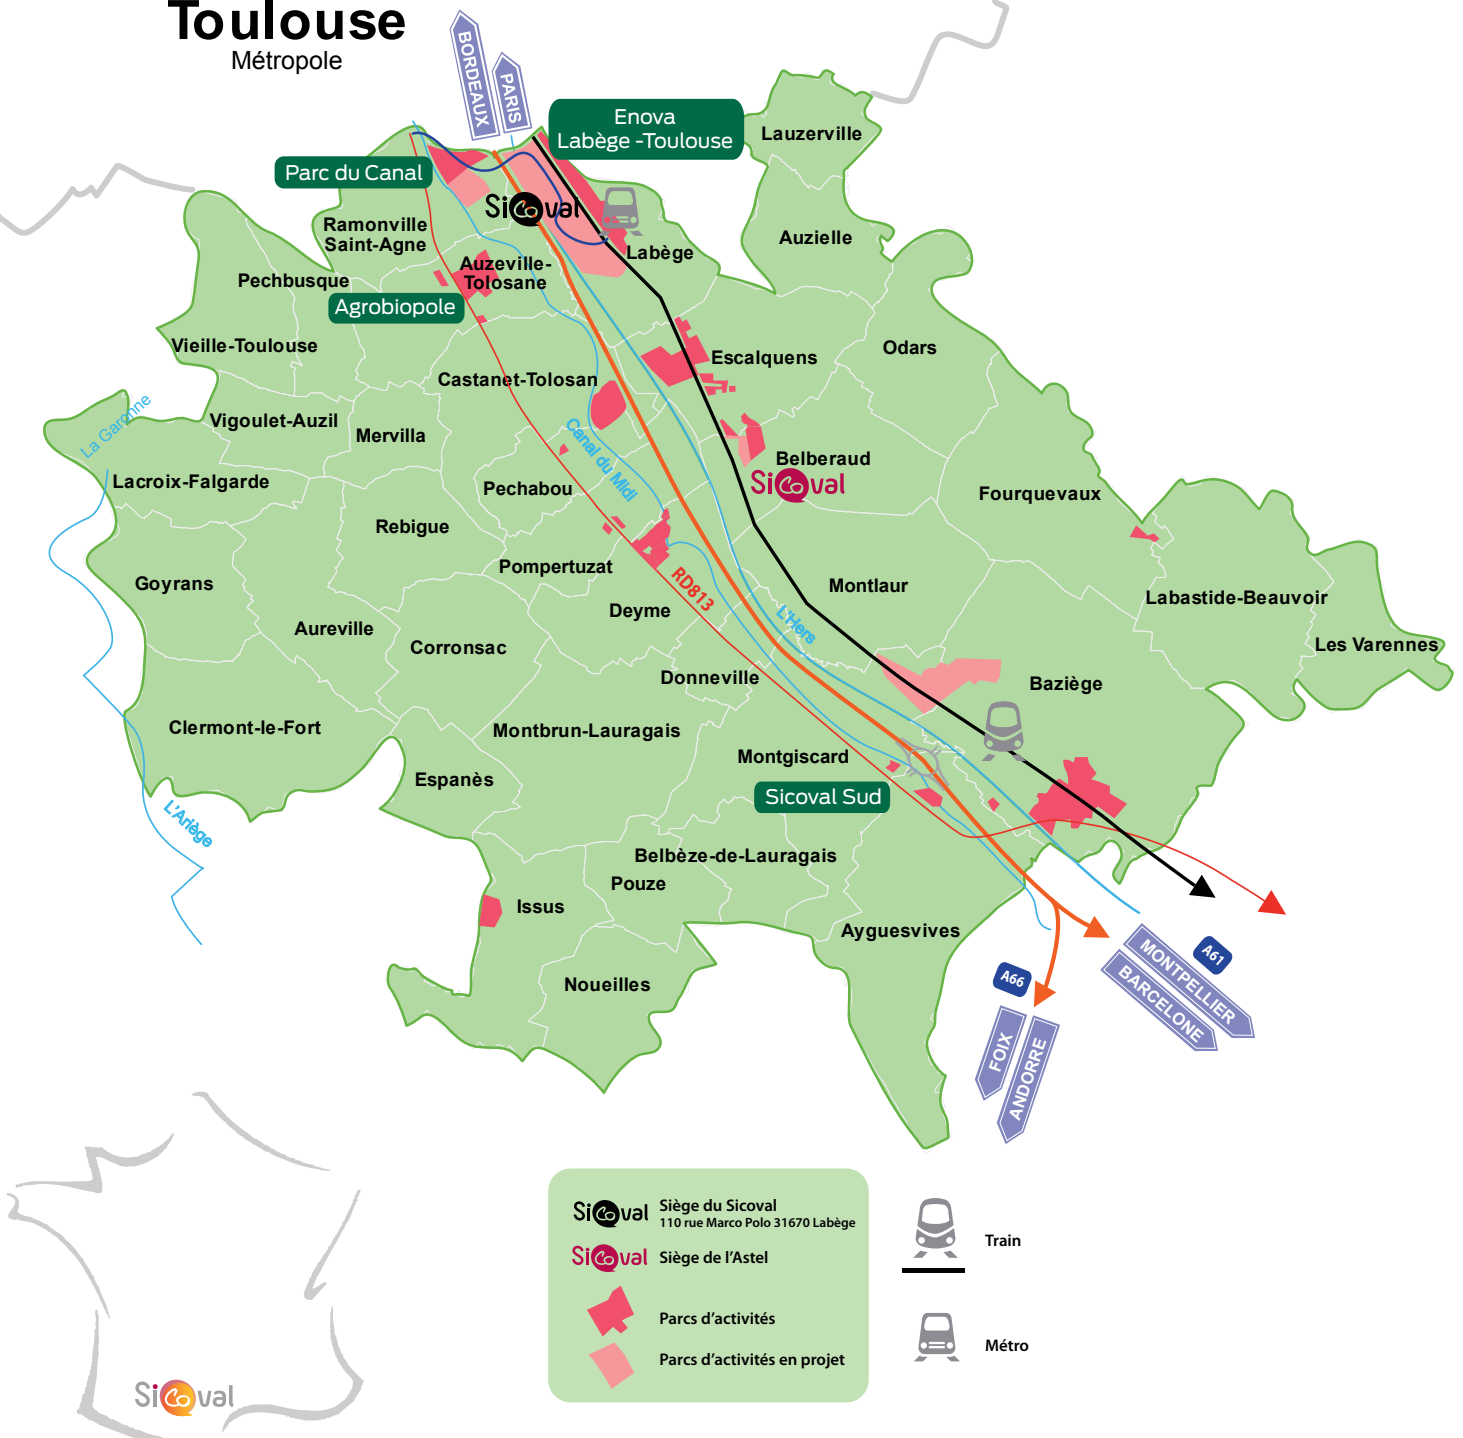 Toulouse
Métropole
BORDEAUX
PARIS
Enova
Labège -Toulouse
Lauzerville
Parc du Canal
Sicoval
Ramonville
Saint-Agne
Auzielle
Labège
Auzeville-
Tolosane
Pechbusque
Agrobiopole
Vieille-Toulouse
Odars
Escalquens
Castanet-Tolosan
La Garonne
Vigoulet-Auzil
Mervilla
Canal du Midi
Belberaud
Sicoval
Lacroix-Falgarde
Pechabou
Fourquevaux
Rebigue
Pompertuzat
Goyrans
RD813
Montlaur
Labastide-Beauvoir
Deyme
L'Hers
Aureville
Corronsac
Les Varennes
Donneville
Baziège
Clermont-le-Fort
Montbrun-Lauragais
Montgiscard
Espanès
Sicoval Sud
L'Ariège
Belbèze-de-Lauragais
Pouze
Issus
Ayguesvives
Noueilles
A61
MONTPELLIER
BARCELONE
A66
FOIX
ANDORRE
Sicoval
Siège du Sicoval
110 rue Marco Polo 31670 Labège
Sicoval
Siège de l'Astel
Parcs d'activités
Parcs d'activités en projet
Train
Métro
Sicoval